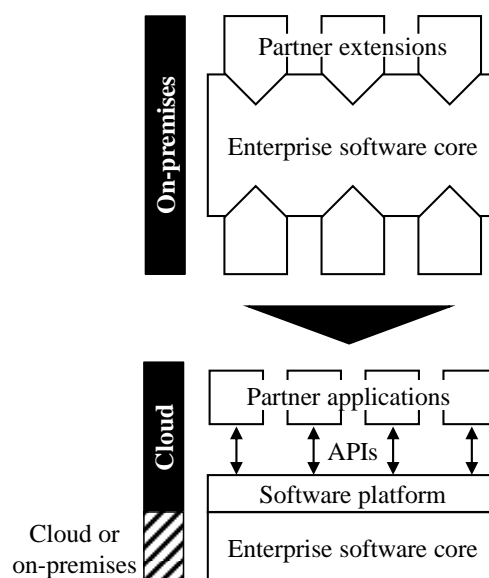 On-premises
Partner extensions
Enterprise software core
Cloud
Partner applications
APIs
Software platform
Cloud or
on-premises
Enterprise software core